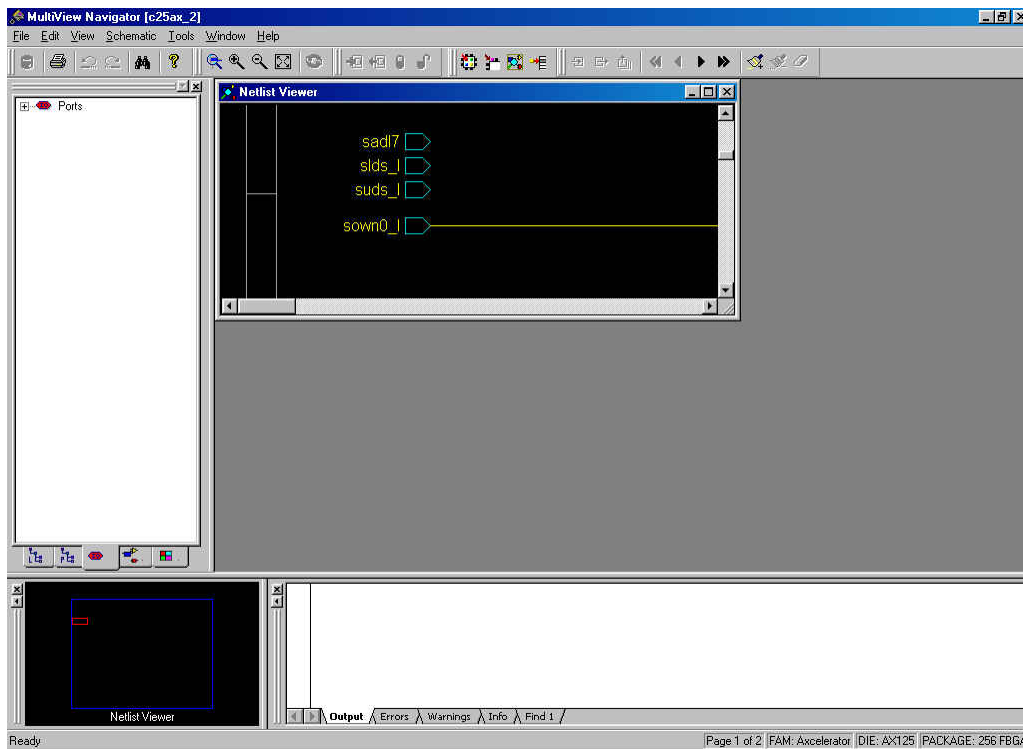 MultiView Navigator [c25ax_2]
File Edit View Schematic Tools Window Help
Ports
Netlist Viewer
sadl7
slds_l
suds_l
sown0_l
Netlist Viewer
Output Errors Warnings Info Find 1
Ready
Page 1 of 2 FAM: Axcelerator DIE: AX125 PACKAGE: 256 FBGA